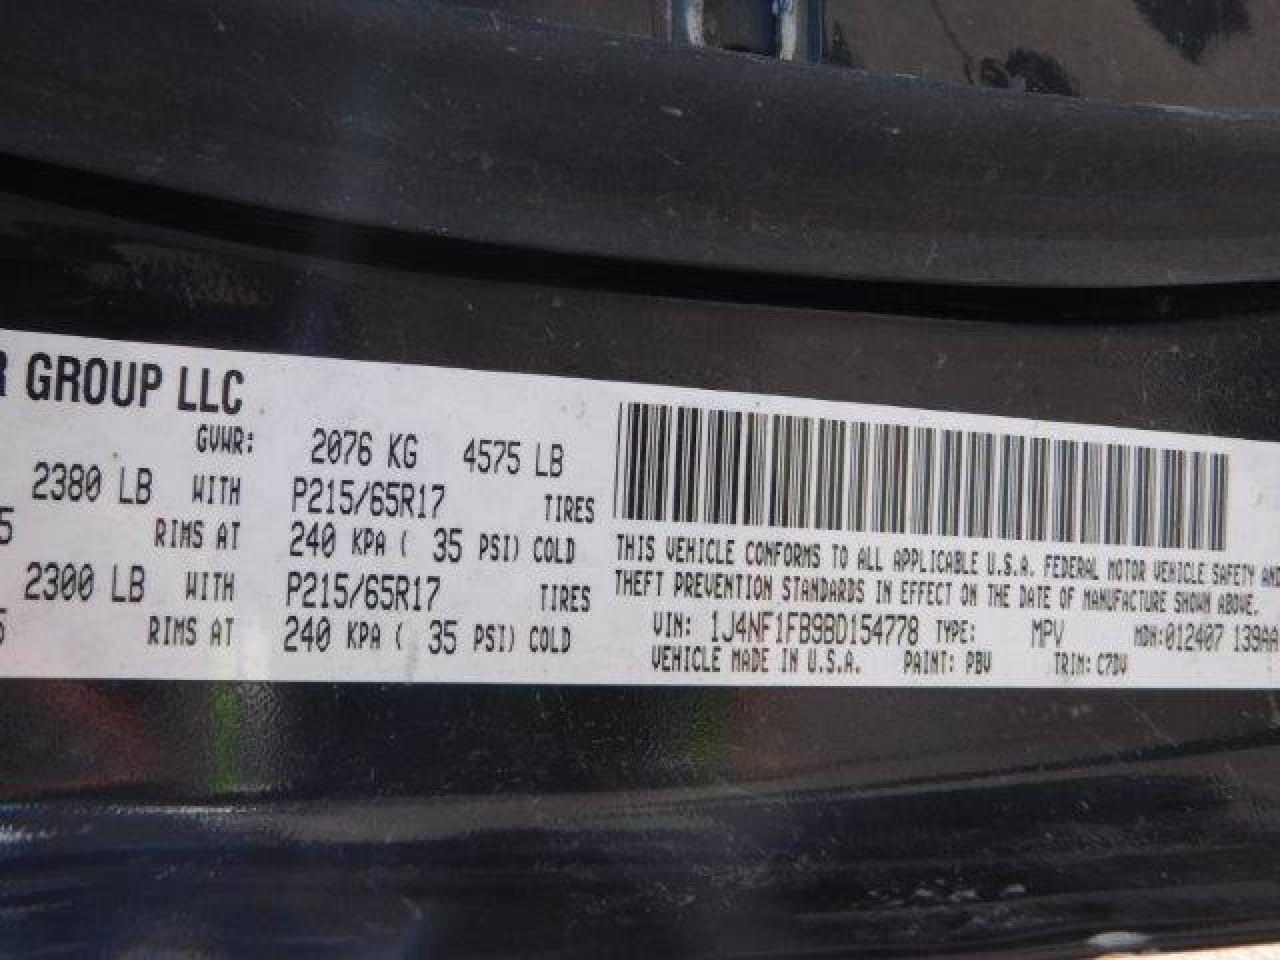 GROUP LLC
GVWR: 2076 KG 4575 LB
2380 LB WITH P215/65R17 TIRES
5 RIMS AT 240 KPA ( 35 PSI) COLD
2300 LB WITH P215/65R17 TIRES
RIMS AT 240 KPA ( 35 PSI) COLD
THIS VEHICLE CONFORMS TO ALL APPLICABLE U.S.A. FEDERAL MOTOR VEHICLE SAFETY AND
THEFT PREVENTION STANDARDS IN EFFECT ON THE DATE OF MANUFACTURE SHOWN ABOVE.
VIN: 1J4NF1FB9BD154778 TYPE: MPV MDH:012407 139AA
VEHICLE MADE IN U.S.A. PAINT: PBV TRIM: C7DV